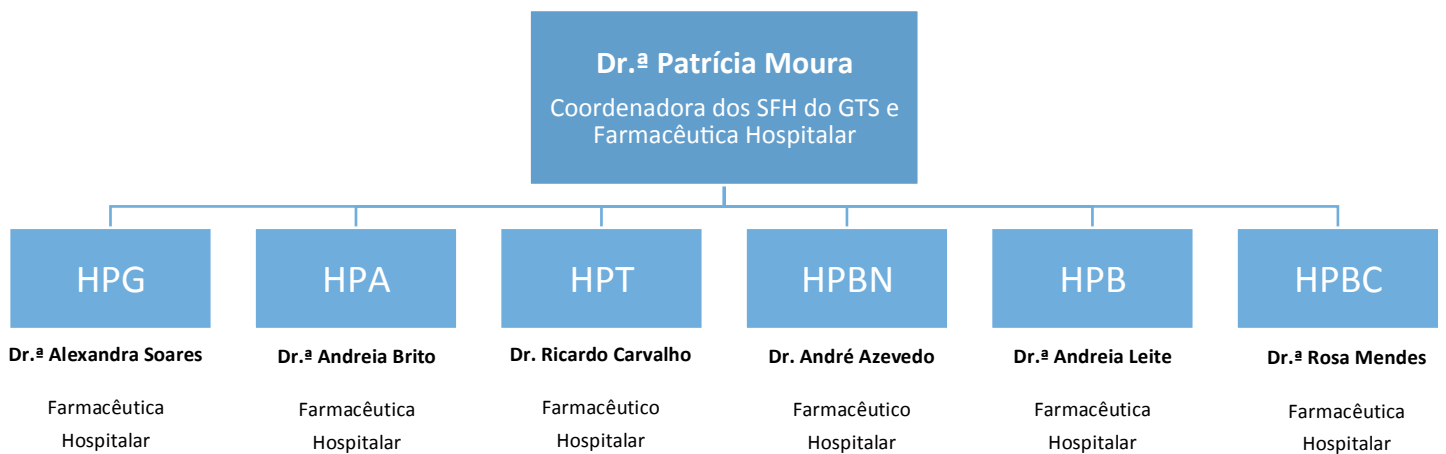 Dr.ª Patrícia Moura
Coordenadora dos SFH do GTS e
Farmacêutica Hospitalar
HPG
HPA
HPT
HPBN
HPB
HPBC
Dr.ª Alexandra Soares
Dr.ª Andreia Brito
Dr. Ricardo Carvalho
Dr. André Azevedo
Dr.ª Andreia Leite
Dr.ª Rosa Mendes
Farmacêutica
Hospitalar
Farmacêutica
Hospitalar
Farmacêutico
Hospitalar
Farmacêutico
Hospitalar
Farmacêutica
Hospitalar
Farmacêutica
Hospitalar